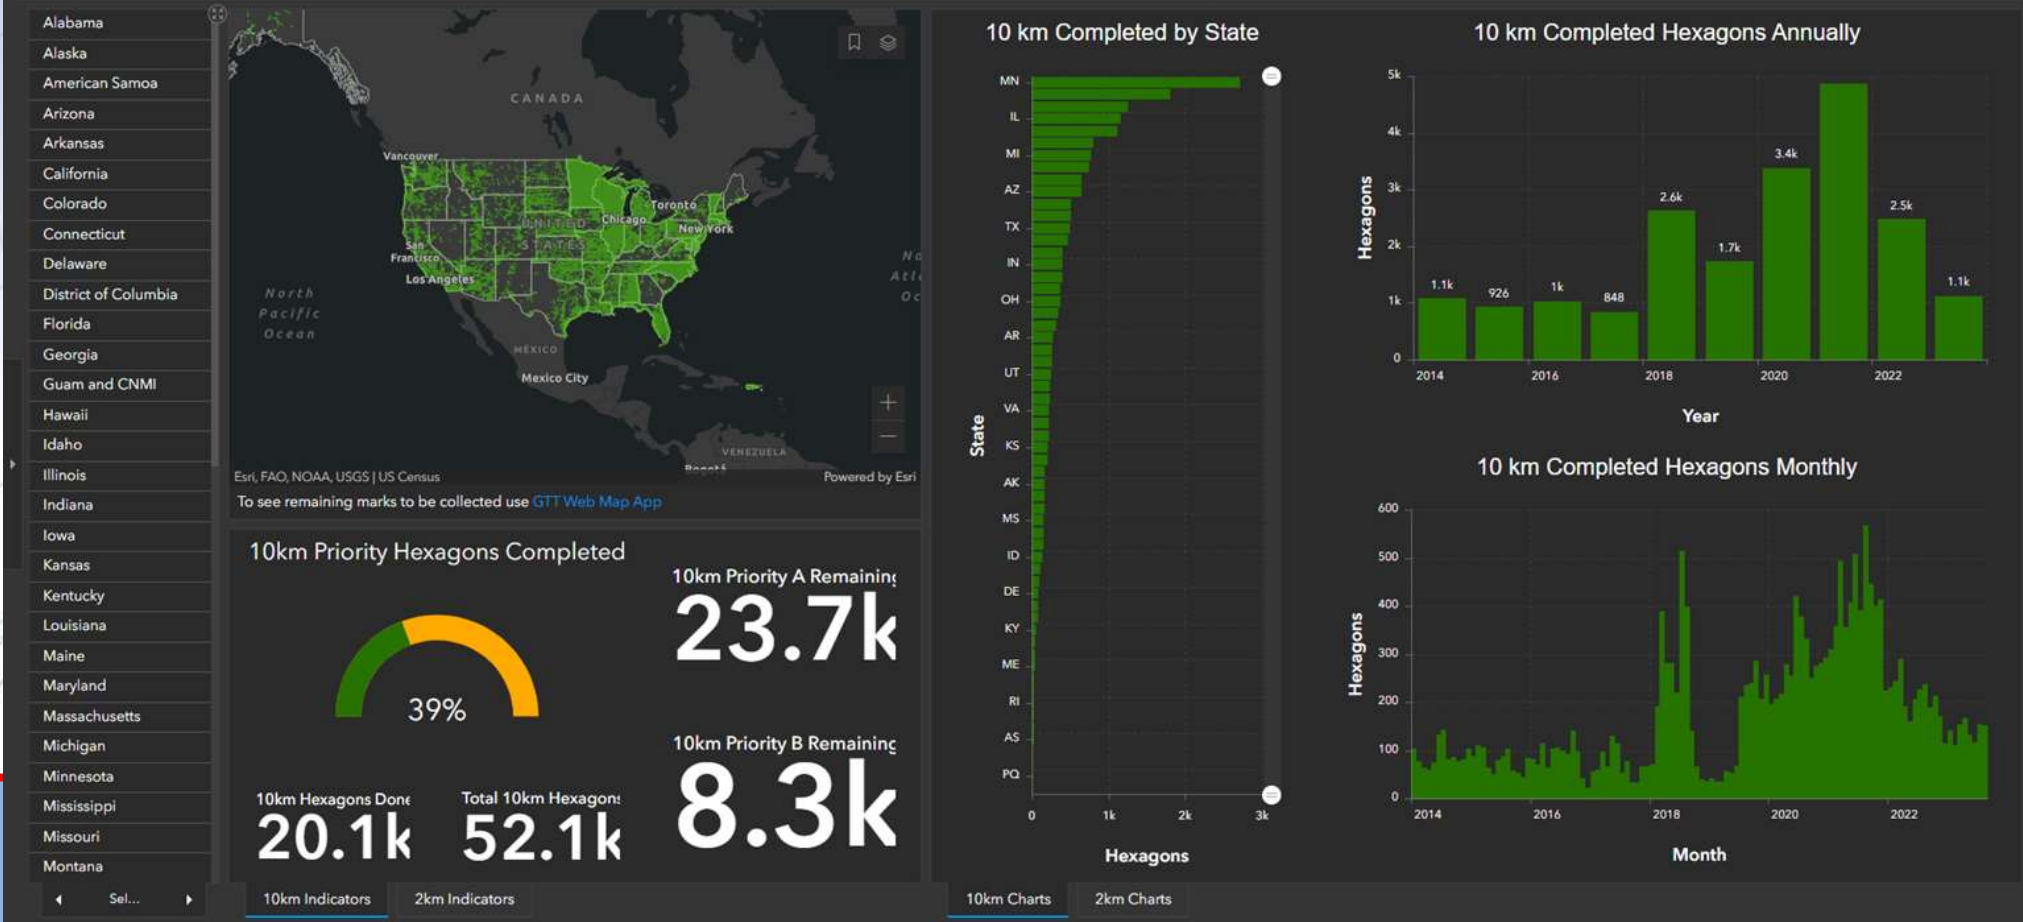 Alabama
Alaska
American Samoa
Arizona
Arkansas
California
Colorado
Connecticut
Delaware
District of Columbia
Florida
Georgia
Guam and CNMI
Hawaii
Idaho
Illinois
Indiana
Iowa
Kansas
Kentucky
Louisiana
Maine
Maryland
Massachusetts
Michigan
Minnesota
Mississippi
Missouri
Montana
Sel...
CANADA
Vancouver
Toronto
Chicago
New York
UNITED
STATES
San
Francisco
Los Angeles
North
Pacific
Ocean
No
Atl
Oc
MÉXICO
Mexico City
VENEZUELA
Bogotá
Esri, FAO, NOAA, USGS | US Census
Powered by Esri
To see remaining marks to be collected use GTT Web Map App
10km Priority Hexagons Completed
39%
10km Priority A Remaining
23.7k
10km Priority B Remaining
8.3k
10km Hexagons Done
20.1k
Total 10km Hexagons
52.1k
10km Indicators
2km Indicators
10 km Completed by State
State
MN
IL
MI
AZ
TX
IN
OH
AR
UT
VA
KS
AK
MS
ID
DE
KY
ME
RI
AS
PQ
0 1k 2k 3k
Hexagons
10km Charts
2km Charts
10 km Completed Hexagons Annually
Hexagons
5k
4k
3k
2k
1k
0
1.1k
926
1k
848
2.6k
1.7k
3.4k
2.5k
1.1k
2014 2016 2018 2020 2022
Year
10 km Completed Hexagons Monthly
Hexagons
600
500
400
300
200
100
0
2014 2016 2018 2020 2022
Month